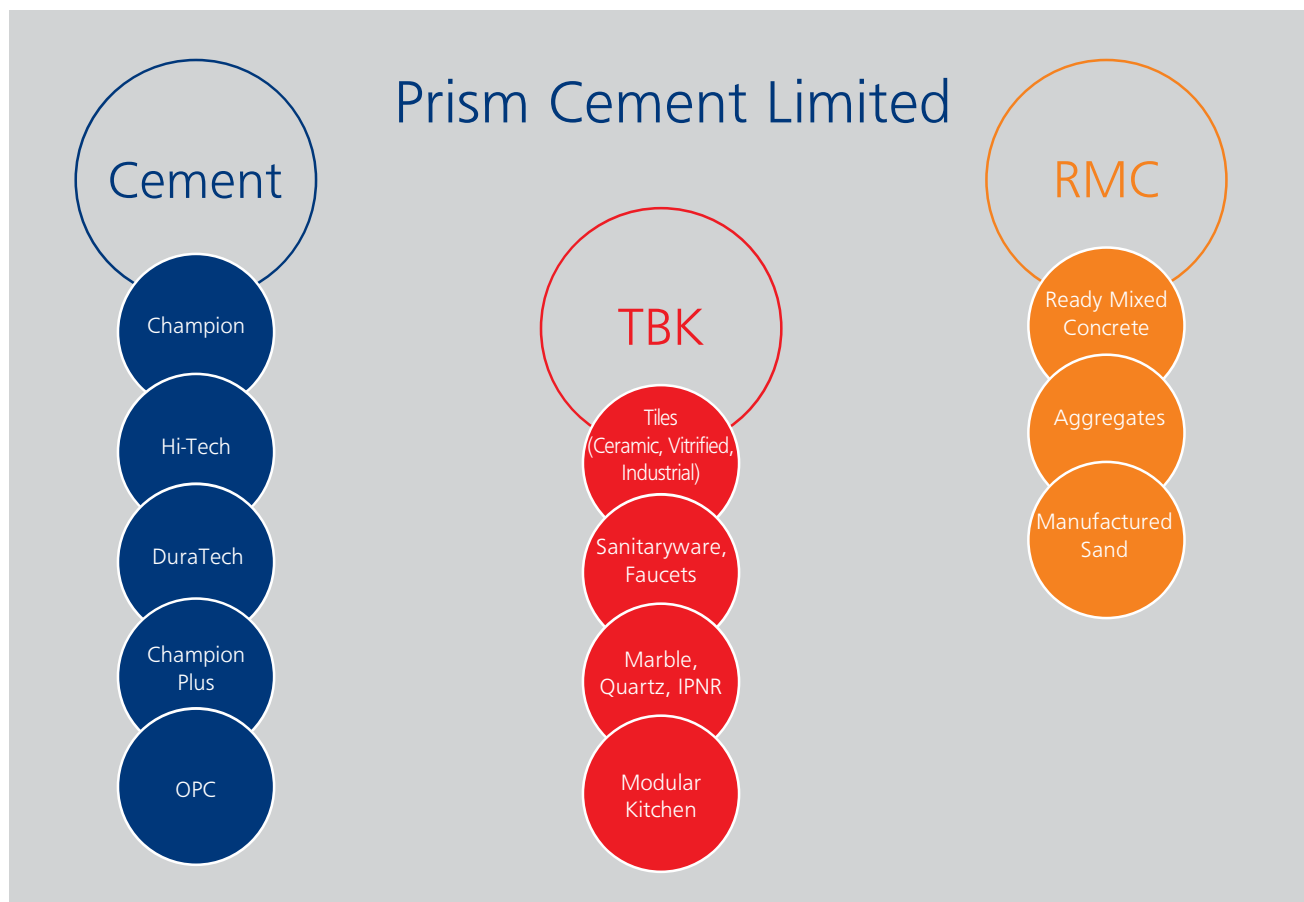 Prism Cement Limited
Cement
Champion
Hi-Tech
DuraTech
Champion
Plus
OPC
TBK
Tiles
(Ceramic, Vitrified,
Industrial)
Sanitaryware,
Faucets
Marble,
Quartz, IPNR
Modular
Kitchen
RMC
Ready Mixed
Concrete
Aggregates
Manufactured
Sand